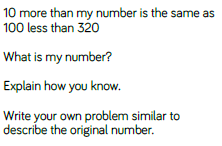 10 more than my number is the same as
100 less than 320
What is my number?
Explain how you know.
Write your own problem similar to
describe the original number.